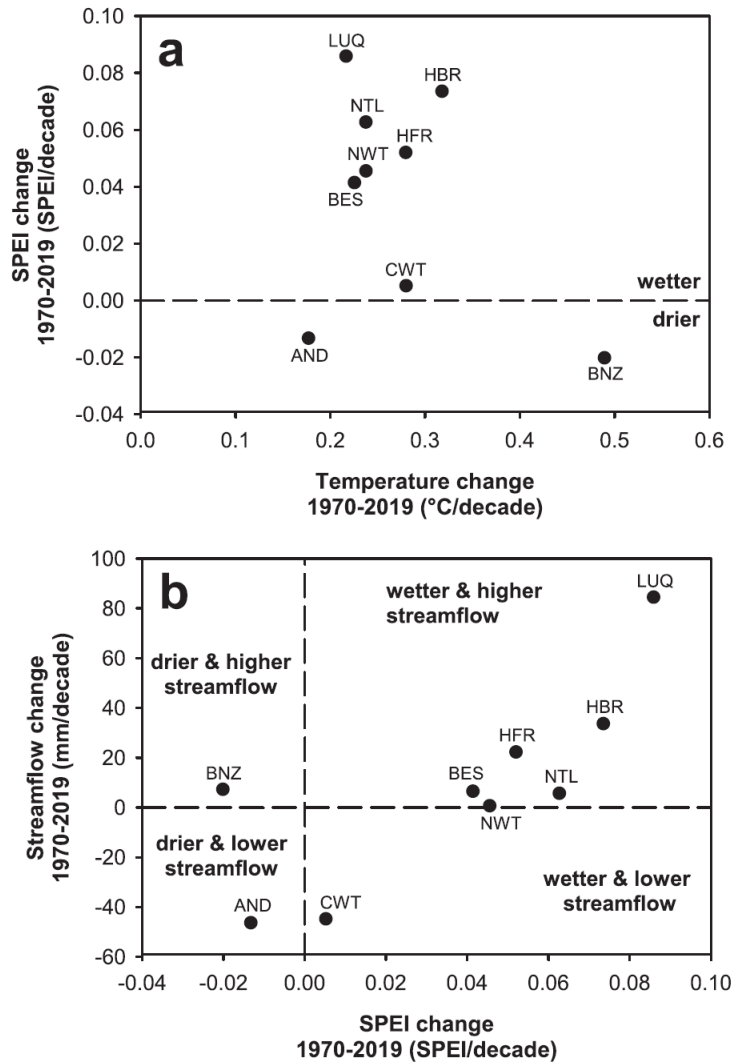 a
SPEI change
1970-2019 (SPEI/decade)
0.10
0.08
0.06
0.04
0.02
0.00
-0.02
-0.04
LUQ
HBR
NTL
HFR
NWT
BES
CWT
wetter
drier
AND
BNZ
0.0 0.1 0.2 0.3 0.4 0.5 0.6
Temperature change
1970-2019 (°C/decade)
b
Streamflow change
1970-2019 (mm/decade)
100
80
60
40
20
0
-20
-40
-60
wetter & higher
streamflow
LUQ
drier & higher
streamflow
HBR
HFR
BNZ
BES
NTL
NWT
drier & lower
streamflow
wetter & lower
streamflow
AND
CWT
-0.04 -0.02 0.00 0.02 0.04 0.06 0.08 0.10
SPEI change
1970-2019 (SPEI/decade)